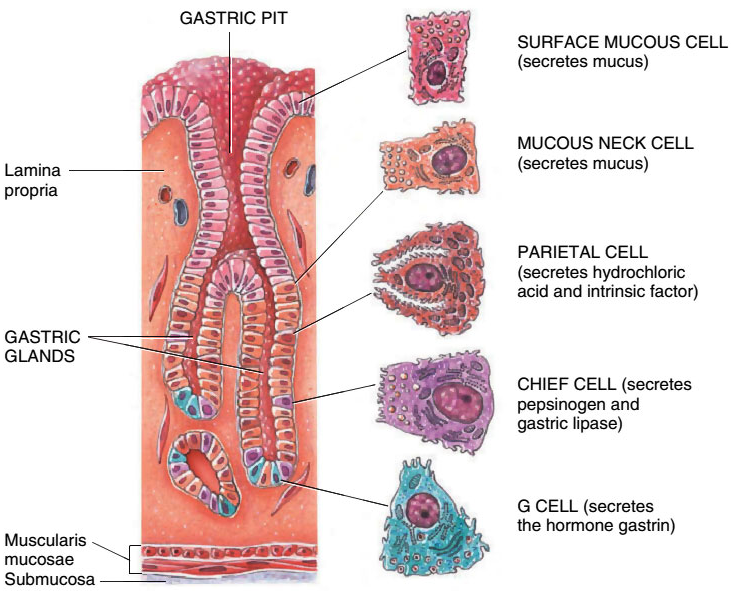 GASTRIC PIT
SURFACE MUCOUS CELL
(secretes mucus)
MUCOUS NECK CELL
(secretes mucus)
Lamina
propria
PARIETAL CELL
(secretes hydrochloric
acid and intrinsic factor)
GASTRIC
GLANDS
CHIEF CELL (secretes
pepsinogen and
gastric lipase)
G CELL (secretes
the hormone gastrin)
Muscularis
mucosae
Submucosa